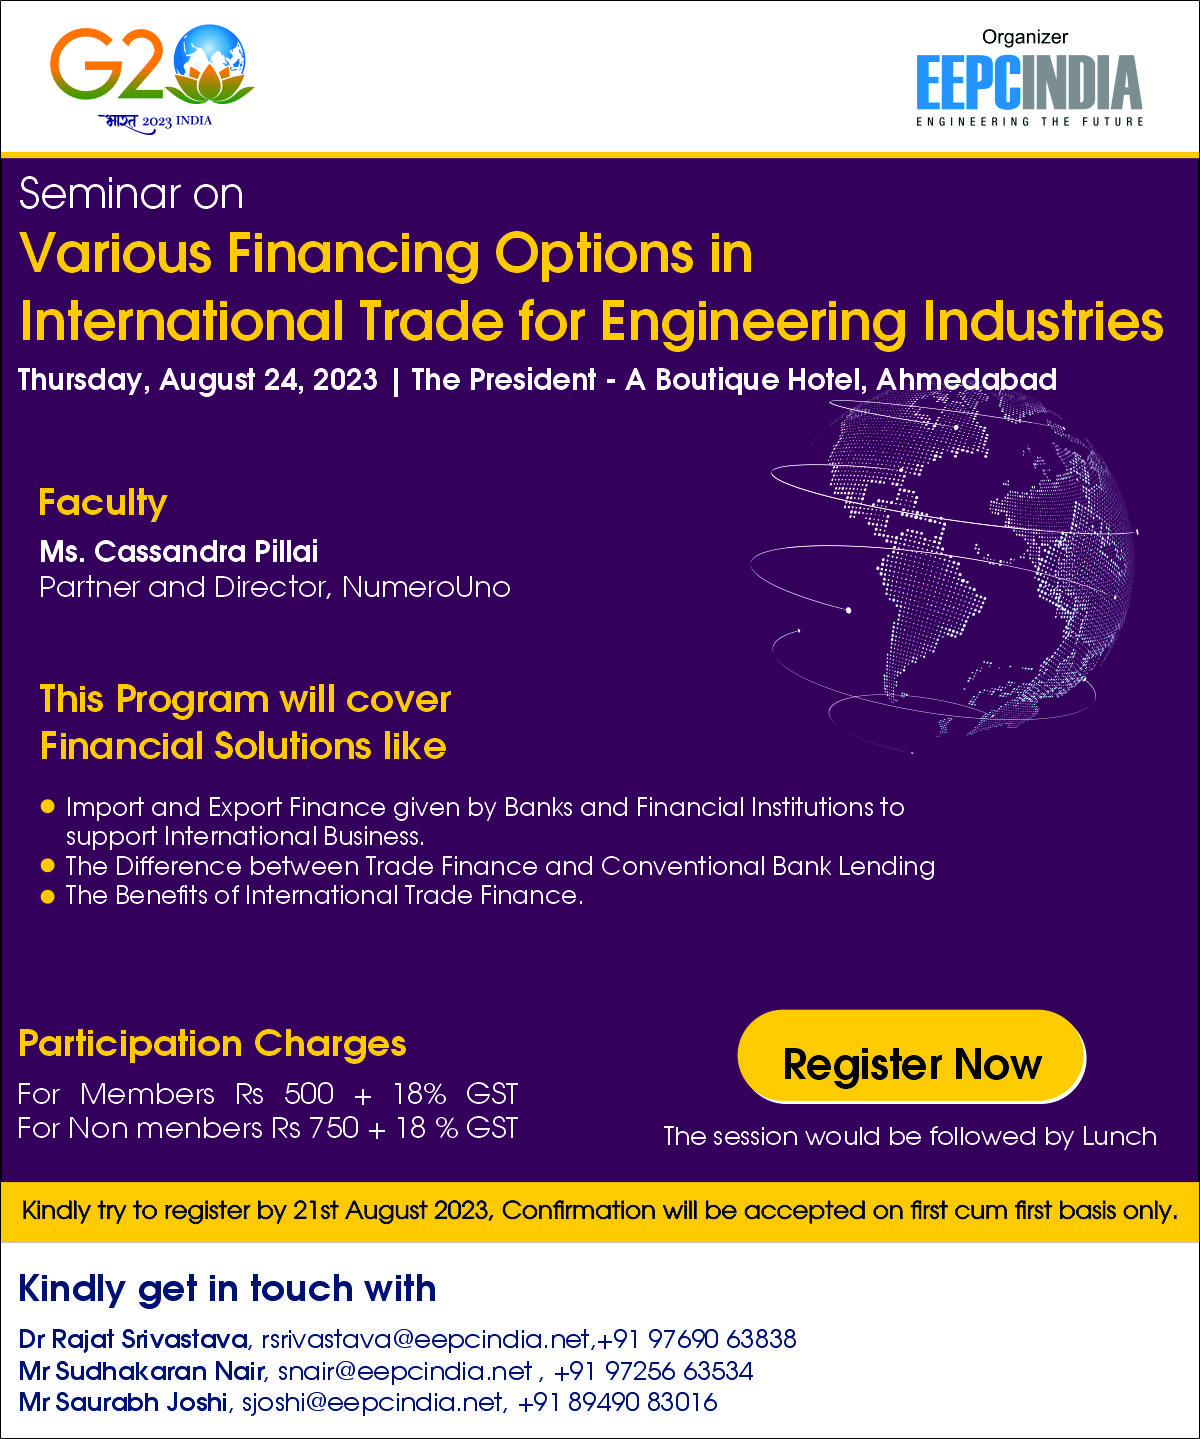 G20
भारत 2023 INDIA
Organizer
EEPCINDIA
ENGINEERING THE FUTURE
Seminar on
Various Financing Options in
International Trade for Engineering Industries
Thursday, August 24, 2023 | The President - A Boutique Hotel, Ahmedabad
Faculty
Ms. Cassandra Pillai
Partner and Director, NumeroUno
This Program will cover
Financial Solutions like
● Import and Export Finance given by Banks and Financial Institutions to
support International Business.
● The Difference between Trade Finance and Conventional Bank Lending
● The Benefits of International Trade Finance.
Participation Charges
For Members Rs 500 + 18% GST
For Non menbers Rs 750 + 18 % GST
Register Now
The session would be followed by Lunch
Kindly try to register by 21st August 2023, Confirmation will be accepted on first cum first basis only.
Kindly get in touch with
Dr Rajat Srivastava, rsrivastava@eepcindia.net,+91 97690 63838
Mr Sudhakaran Nair, snair@eepcindia.net , +91 97256 63534
Mr Saurabh Joshi, sjoshi@eepcindia.net, +91 89490 83016